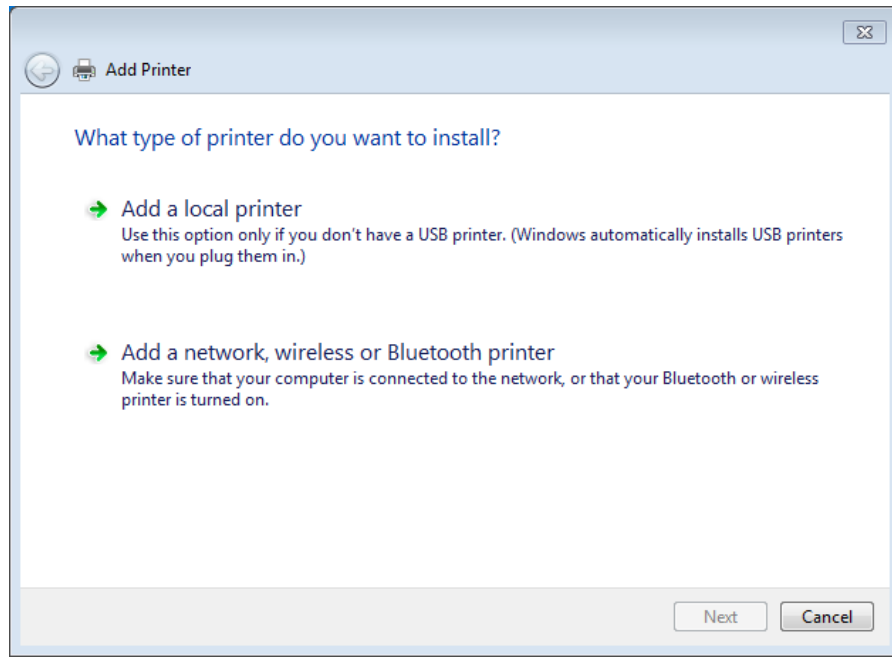 Add Printer
What type of printer do you want to install?
Add a local printer
Use this option only if you don't have a USB printer. (Windows automatically installs USB printers
when you plug them in.)
Add a network, wireless or Bluetooth printer
Make sure that your computer is connected to the network, or that your Bluetooth or wireless
printer is turned on.
Next
Cancel